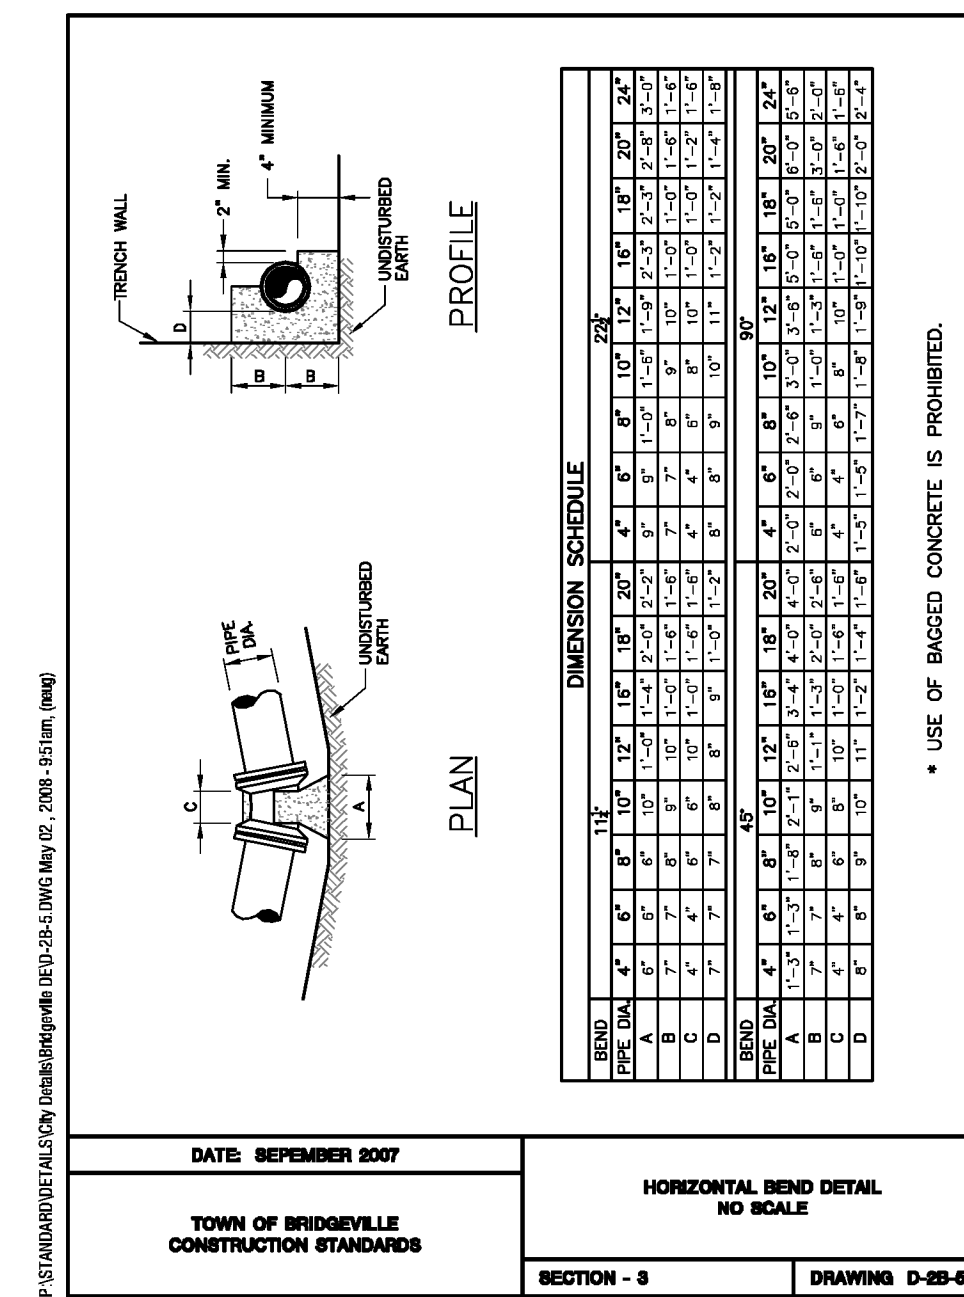 P:\STANDARD\DETAILS\City Details\Bridgeville DE\D-2B-5.DWG May 02, 2008 - 9:51am, (neug)
C
PIPE
DIA.
UNDISTURBED
EARTH
A
PLAN
TRENCH WALL
2" MIN.
4" MINIMUM
D
B
B
UNDISTURBED
EARTH
PROFILE
DIMENSION SCHEDULE
BEND 11½° 22½°
PIPE DIA. 4" 6" 8" 10" 12" 16" 18" 20" 4" 6" 8" 10" 12" 16" 18" 20" 24"
A 6" 6" 6" 10" 1'-0" 1'-4" 2'-0" 2'-2" 9" 9" 1'-0" 1'-6" 1'-9" 2'-3" 2'-3" 2'-8" 3'-0"
B 7" 7" 8" 9" 10" 1'-0" 1'-6" 1'-6" 7" 7" 8" 9" 10" 1'-0" 1'-0" 1'-6" 1'-6"
C 4" 4" 6" 6" 10" 1'-0" 1'-6" 1'-6" 4" 4" 6" 8" 10" 1'-0" 1'-0" 1'-2" 1'-6"
D 7" 7" 7" 8" 8" 9" 1'-0" 1'-2" 8" 8" 9" 10" 11" 1'-2" 1'-2" 1'-4" 1'-8"
BEND 45° 90°
PIPE DIA. 4" 6" 8" 10" 12" 16" 18" 20" 4" 6" 8" 10" 12" 16" 18" 20" 24"
A 1'-3" 1'-3" 1'-8" 2'-1" 2'-6" 3'-4" 4'-0" 4'-0" 2'-0" 2'-0" 2'-6" 3'-0" 3'-6" 5'-0" 5'-0" 6'-0" 5'-6"
B 7" 7" 8" 9" 1'-1" 1'-3" 2'-0" 2'-6" 6" 6" 9" 1'-0" 1'-3" 1'-6" 1'-6" 3'-0" 2'-0"
C 4" 4" 6" 8" 10" 1'-0" 1'-6" 1'-6" 4" 4" 6" 8" 10" 1'-0" 1'-0" 1'-6" 1'-6"
D 8" 8" 9" 10" 11" 1'-2" 1'-4" 1'-6" 1'-5" 1'-5" 1'-7" 1'-8" 1'-9" 1'-10" 1'-10" 2'-0" 2'-4"
* USE OF BAGGED CONCRETE IS PROHIBITED.
DATE: SEPEMBER 2007
TOWN OF BRIDGEVILLE
CONSTRUCTION STANDARDS
HORIZONTAL BEND DETAIL
NO SCALE
SECTION - 3
DRAWING D-2B-5